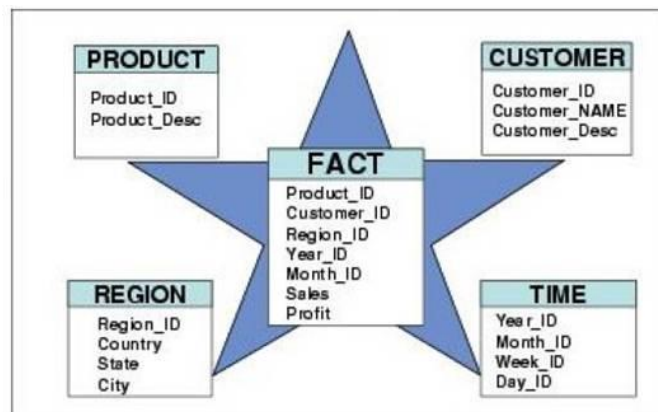 PRODUCT
Product_ID
Product_Desc
CUSTOMER
Customer_ID
Customer_NAME
Customer_Desc
FACT
Product_ID
Customer_ID
Region_ID
Year_ID
Month_ID
Sales
Profit
REGION
Region_ID
Country
State
City
TIME
Year_ID
Month_ID
Week_ID
Day_ID